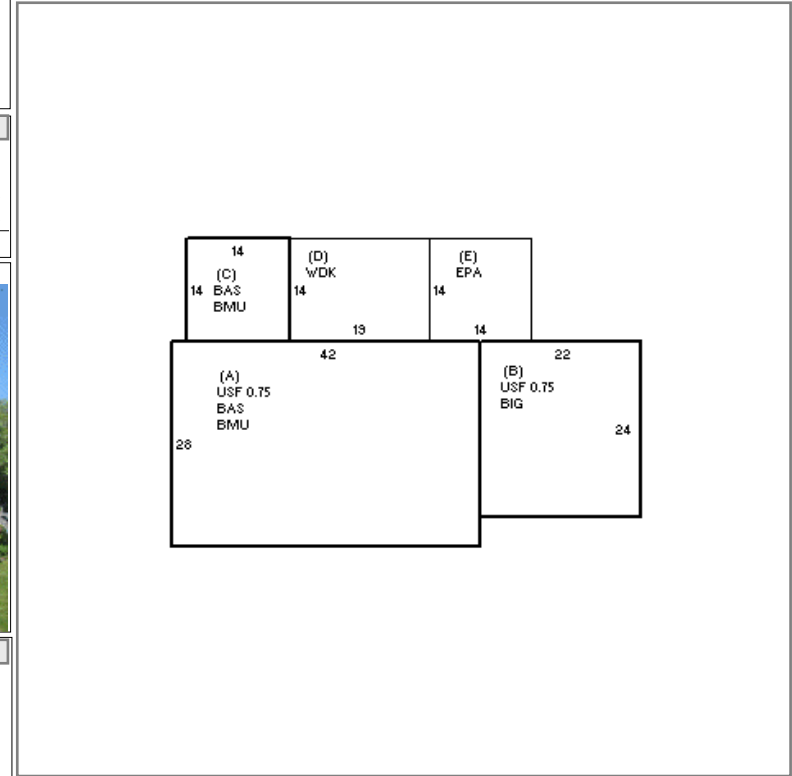 14
(C)
14 BAS
BMU
(D)
WDK
14
19
(E)
EPA
14
14
42
(A)
USF 0.75
BAS
BMU
28
22
(B)
USF 0.75
BIG
24